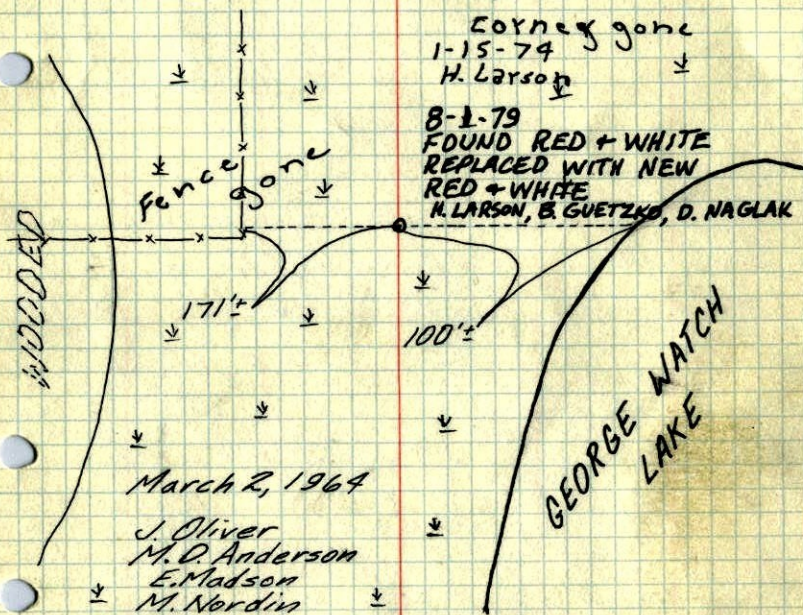 Corner gone
1-15-74
H. Larson
8-1-79
FOUND RED + WHITE
REPLACED WITH NEW
RED + WHITE
H. LARSON, B. GUETZKO, D. NAGLAK
Fence
gone
WOODED
171'±
100'±
GEORGE WATCH
LAKE
March 2, 1964
J. Oliver
M. D. Anderson
E. Madson
M. Nordin